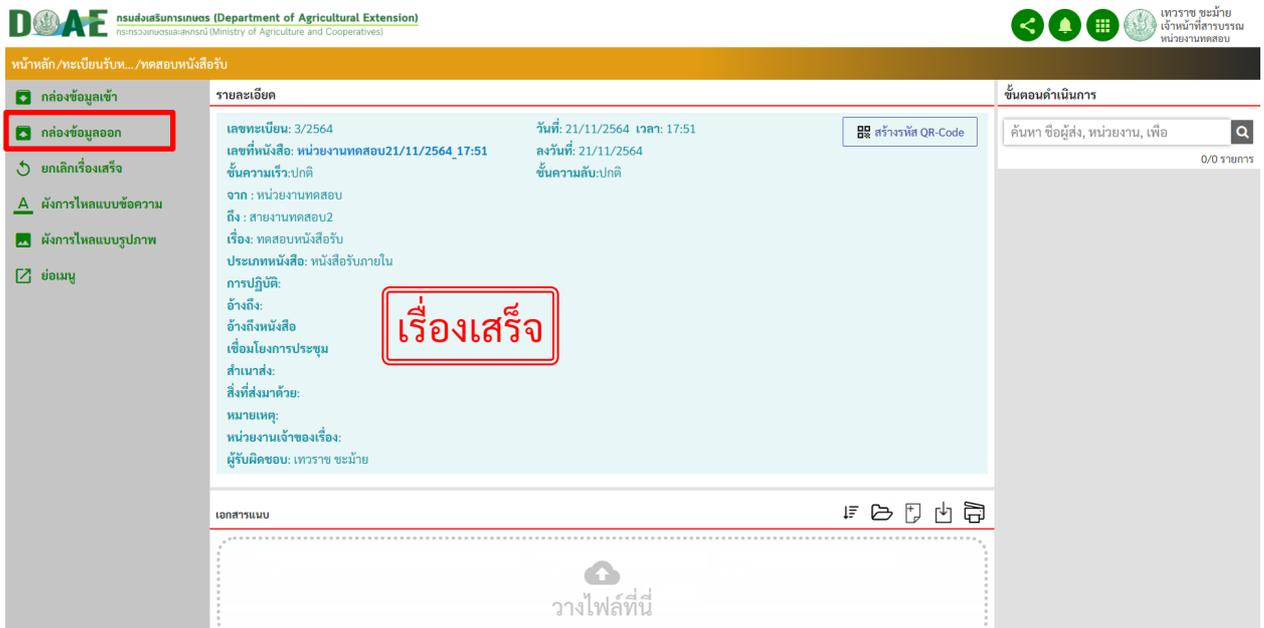 DOAE
กรมส่งเสริมการเกษตร (Department of Agricultural Extension)
กระทรวงเกษตรและสหกรณ์ (Ministry of Agriculture and Cooperatives)
เทวราช ชะม้าย
เจ้าหน้าที่สารบรรณ
หน่วยงานทดสอบ
หน้าหลัก/ทะเบียนรับห.../ทดสอบหนังสือรับ
กล่องข้อมูลเข้า
กล่องข้อมูลออก
ยกเลิกเรื่องเสร็จ
A ผังการไหลแบบข้อความ
ผังการไหลแบบรูปภาพ
ย่อเมนู
รายละเอียด
เลขทะเบียน: 3/2564 วันที่: 21/11/2564 เวลา: 17:51
สร้างรหัส QR-Code
เลขที่หนังสือ: หน่วยงานทดสอบ21/11/2564_17:51 ลงวันที่: 21/11/2564
ชั้นความเร็ว:ปกติ ชั้นความลับ:ปกติ
จาก : หน่วยงานทดสอบ
ถึง : สายงานทดสอบ2
เรื่อง: ทดสอบหนังสือรับ
ประเภทหนังสือ: หนังสือรับภายใน
การปฏิบัติ:
อ้างถึง:
อ้างถึงหนังสือ
เชื่อมโยงการประชุม
สำเนาส่ง:
สิ่งที่ส่งมาด้วย:
หมายเหตุ:
หน่วยงานเจ้าของเรื่อง:
ผู้รับผิดชอบ: เทวราช ชะม้าย
เรื่องเสร็จ
เอกสารแนบ
วางไฟล์ที่นี่
ขั้นตอนดำเนินการ
ค้นหา ชื่อผู้ส่ง, หน่วยงาน, เพื่อ
0/0 รายการ